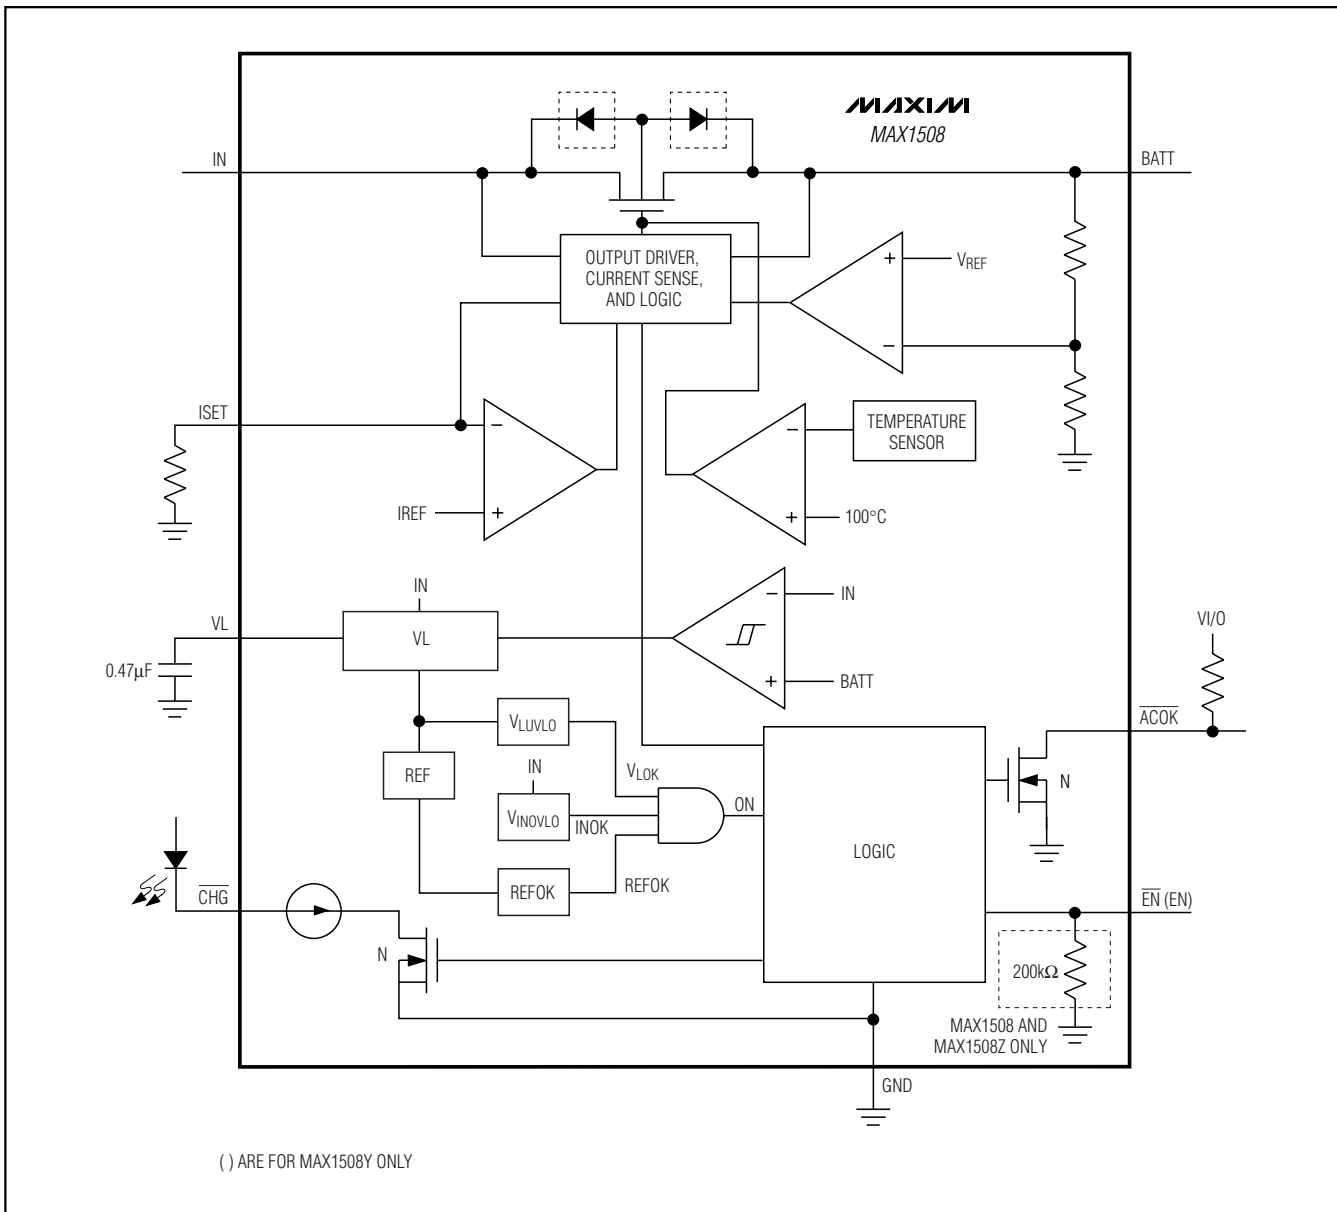 MAXIM
MAX1508
IN
BATT
OUTPUT DRIVER,
CURRENT SENSE,
AND LOGIC
+
VREF
−
ISET
−
TEMPERATURE
SENSOR
IREF
+
+
100°C
IN
−
IN
VL
VL
VI/O
0.47µF
+
BATT
VLUVLO
ACOK
REF
IN
VLOK
N
VINOVLO
INOK
ON
LOGIC
REFOK
REFOK
CHG
EN (EN)
N
200kΩ
MAX1508 AND
MAX1508Z ONLY
GND
( ) ARE FOR MAX1508Y ONLY